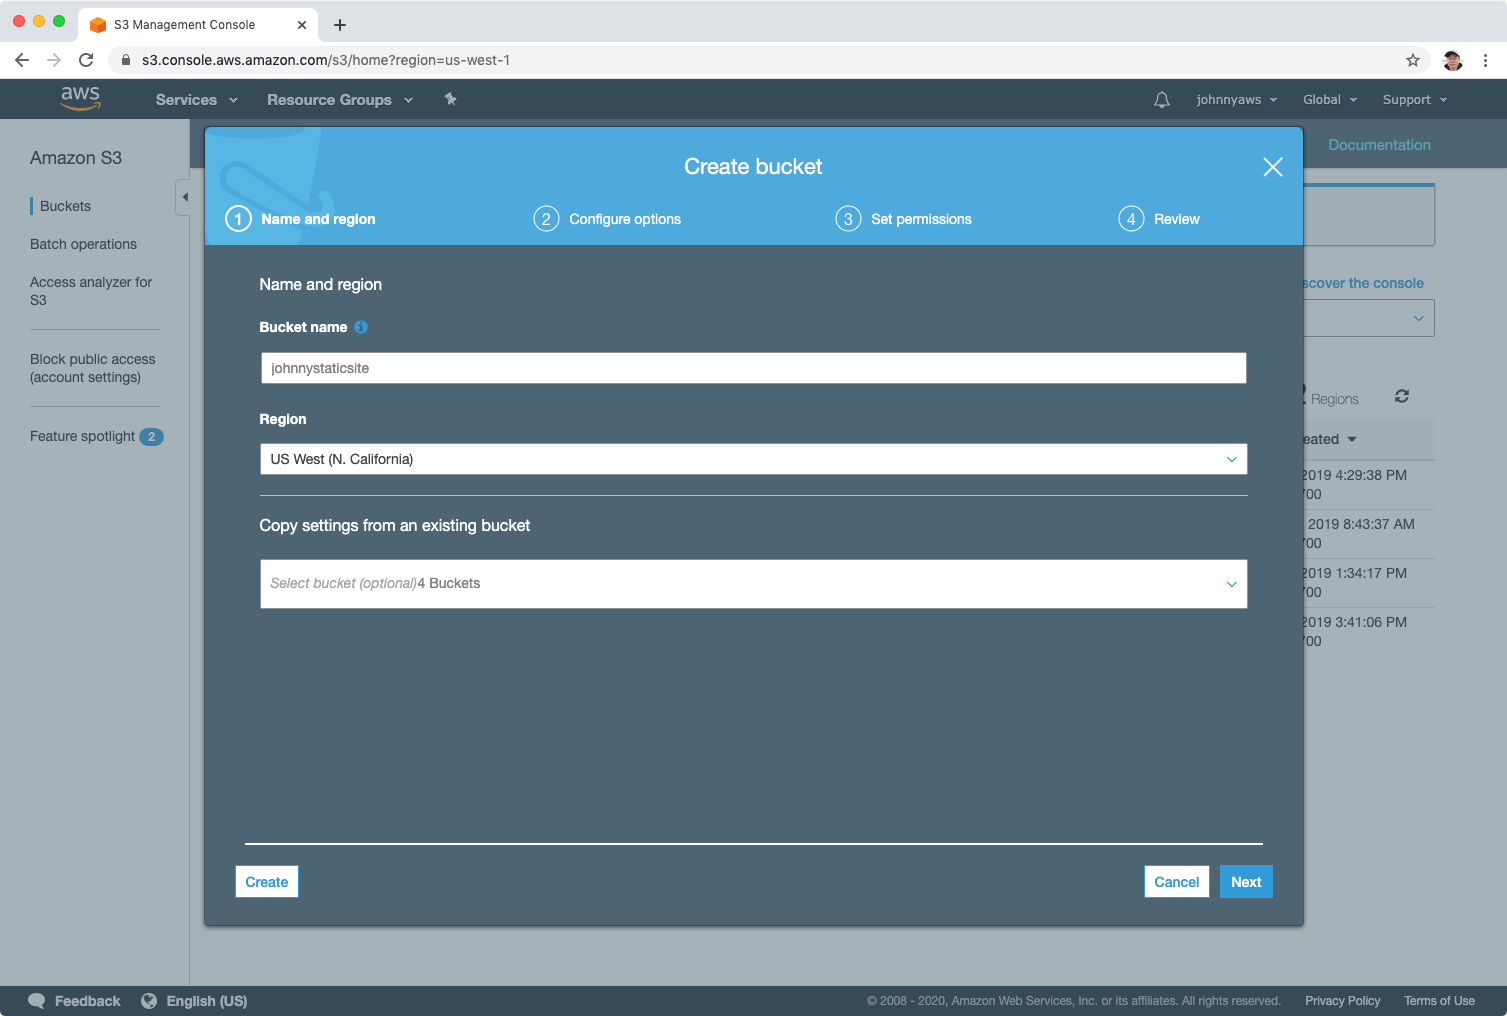 S3 Management Console
s3.console.aws.amazon.com/s3/home?region=us-west-1
aws Services Resource Groups johnnyaws Global Support
Amazon S3
Buckets
Batch operations
Access analyzer for
S3
Block public access
(account settings)
Feature spotlight 2
Documentation
Create bucket
1 Name and region 2 Configure options 3 Set permissions 4 Review
Name and region
Bucket name
johnnystaticsite
Region
US West (N. California)
Copy settings from an existing bucket
Select bucket (optional)4 Buckets
Create Cancel Next
scover the console
Regions
eated
2019 4:29:38 PM
700
2019 8:43:37 AM
700
2019 1:34:17 PM
700
2019 3:41:06 PM
700
Feedback English (US) © 2008 - 2020, Amazon Web Services, Inc. or its affiliates. All rights reserved. Privacy Policy Terms of Use